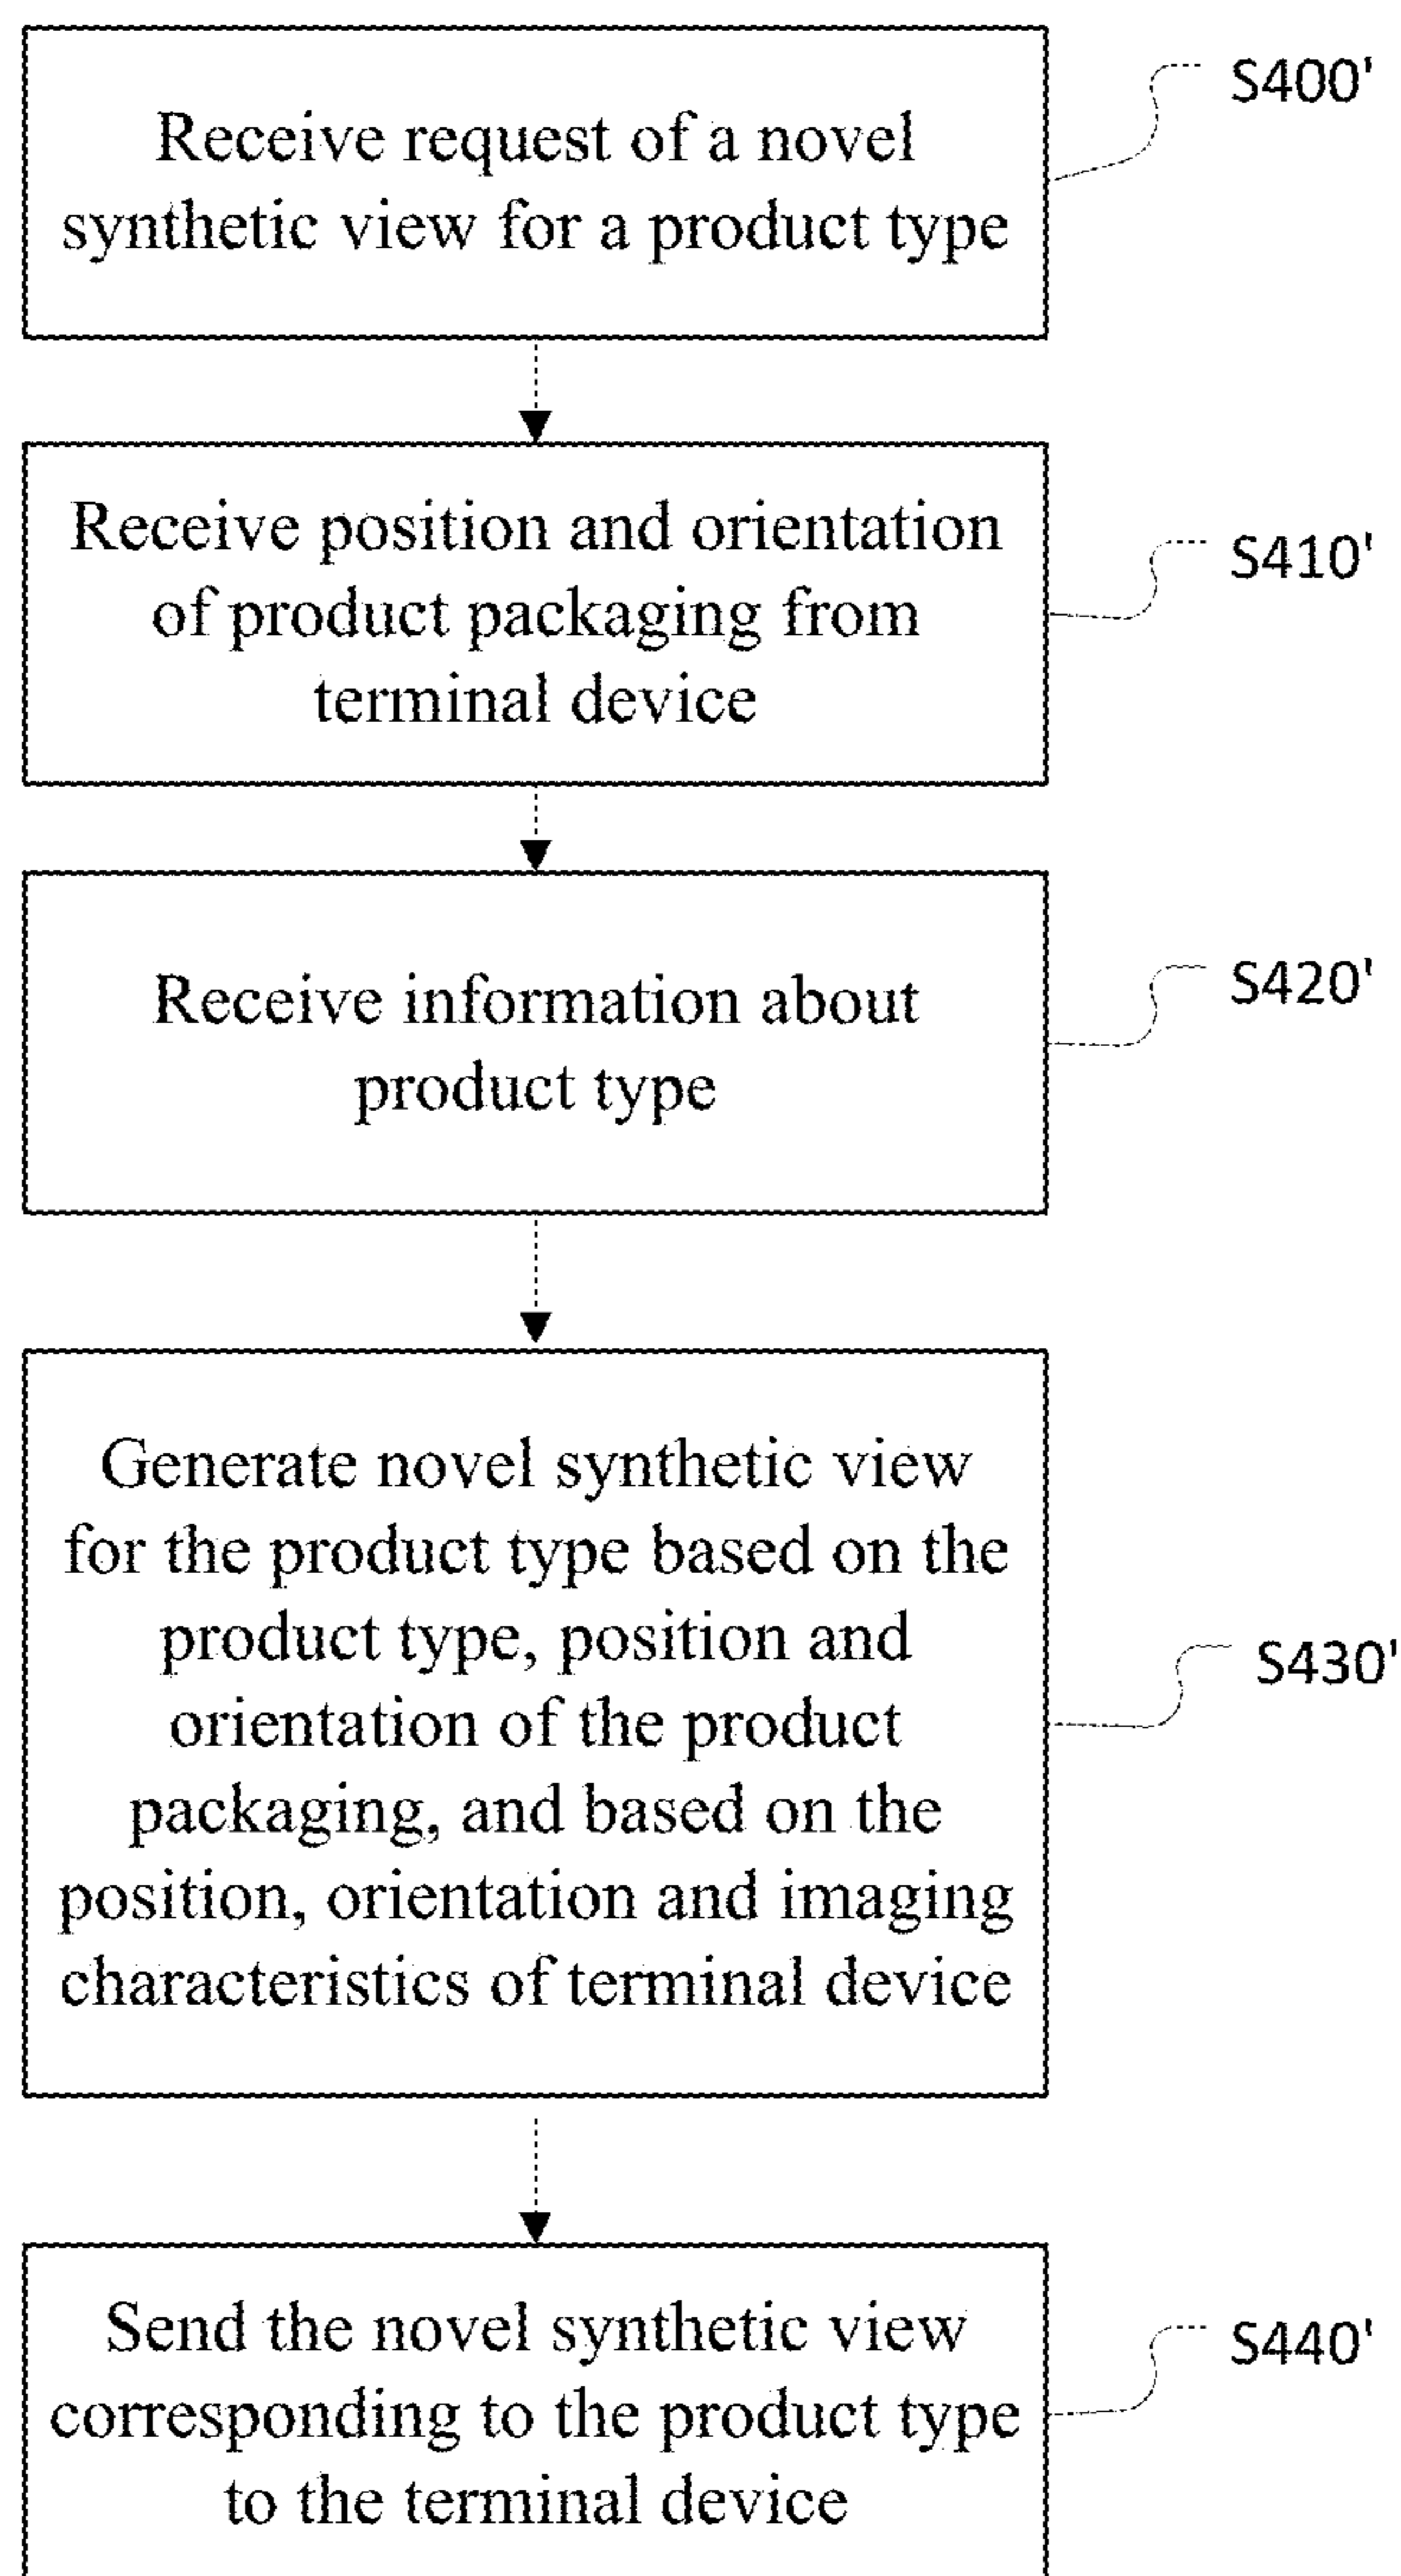 Receive request of a novel
synthetic view for a product type
S400'
Receive position and orientation
of product packaging from
terminal device
S410'
Receive information about
product type
S420'
Generate novel synthetic view
for the product type based on the
product type, position and
orientation of the product
packaging, and based on the
position, orientation and imaging
characteristics of terminal device
S430'
Send the novel synthetic view
corresponding to the product type
to the terminal device
S440'